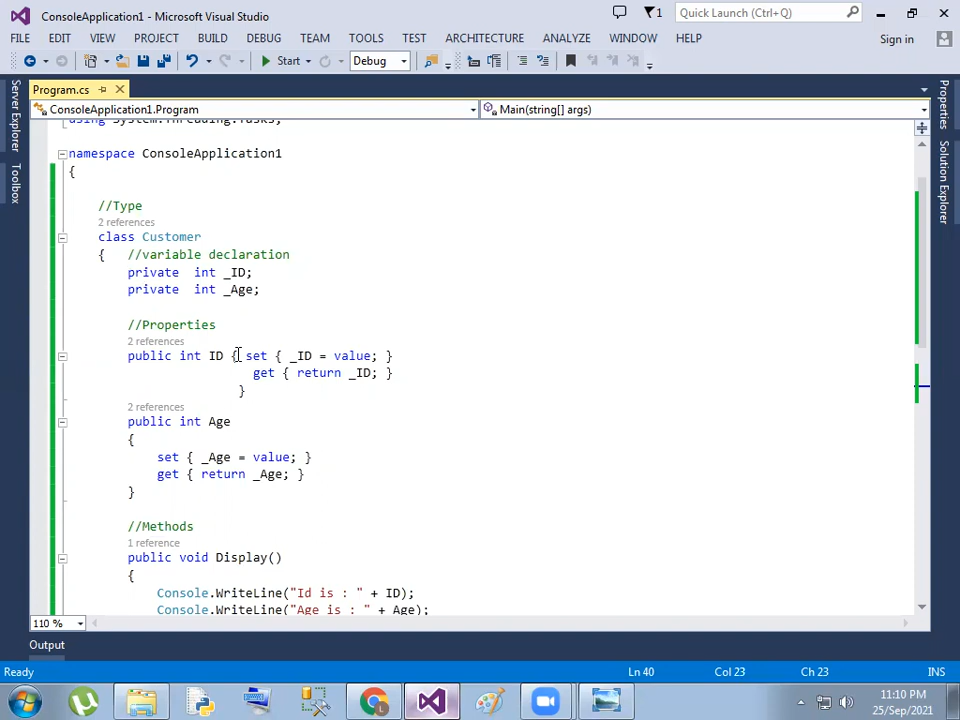 ConsoleApplication1 - Microsoft Visual Studio
1
Quick Launch (Ctrl+Q)
FILE EDIT VIEW PROJECT BUILD DEBUG TEAM TOOLS TEST ARCHITECTURE ANALYZE WINDOW HELP
Sign in
Start Debug
Program.cs
ConsoleApplication1.Program
Main(string[] args)
Server Explorer
Toolbox
Properties
Solution Explorer
using System.Threading.Tasks;
namespace ConsoleApplication1
{
//Type
2 references
class Customer
{ //variable declaration
private int _ID;
private int _Age;
//Properties
2 references
public int ID { set { _ID = value; }
get { return _ID; }
}
2 references
public int Age
{
set { _Age = value; }
get { return _Age; }
}
//Methods
1 reference
public void Display()
{
Console.WriteLine("Id is : " + ID);
Console.WriteLine("Age is : " + Age);
110 %
Output
Ready
Ln 40
Col 23
Ch 23
INS
11:10 PM
25/Sep/2021